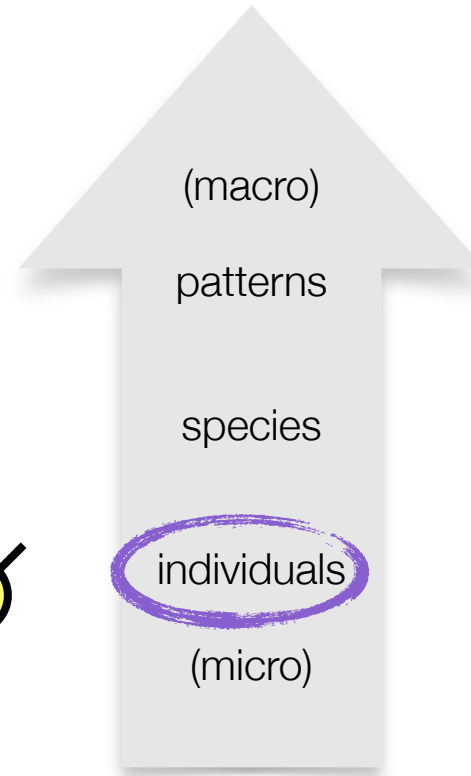 (macro)
patterns
species
individuals
(micro)